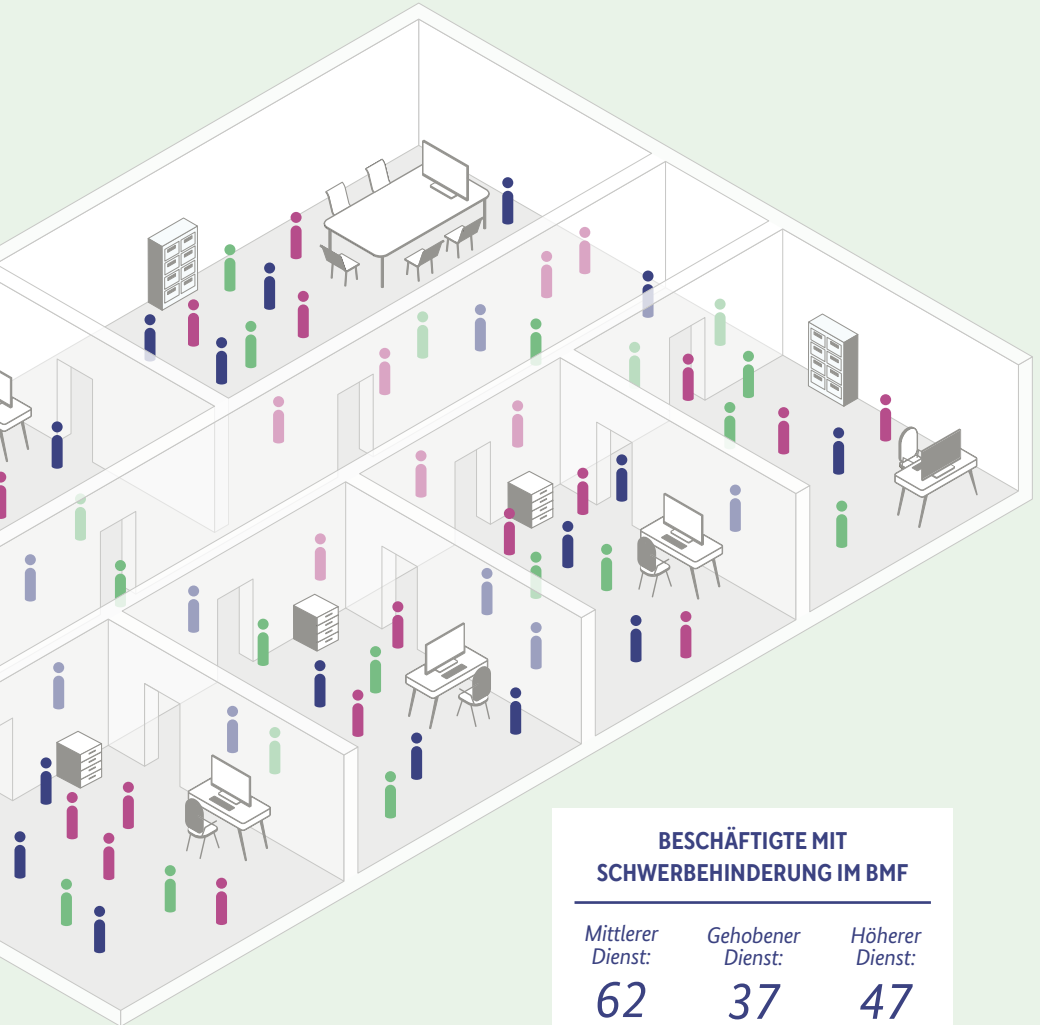 BESCHÄFTIGTE MIT
SCHWERBEHINDERUNG IM BMF
Mittlerer Gehobener Höherer
Dienst: Dienst: Dienst:
62 37 47